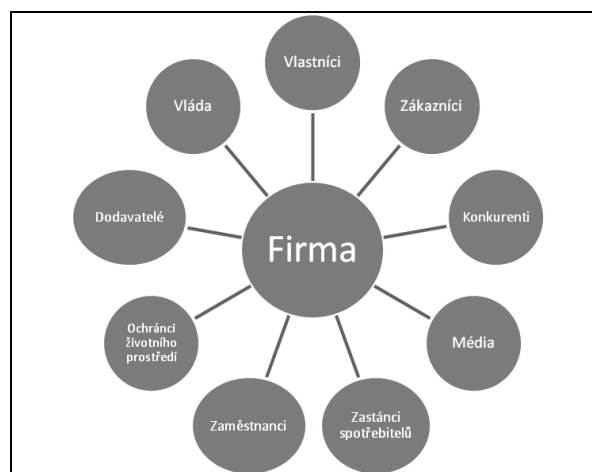 Vlastníci
Vláda
Zákazníci
Dodavatelé
Konkurenti
Firma
Ochránci
životního
prostředí
Média
Zaměstnanci
Zastánci
spotřebitelů